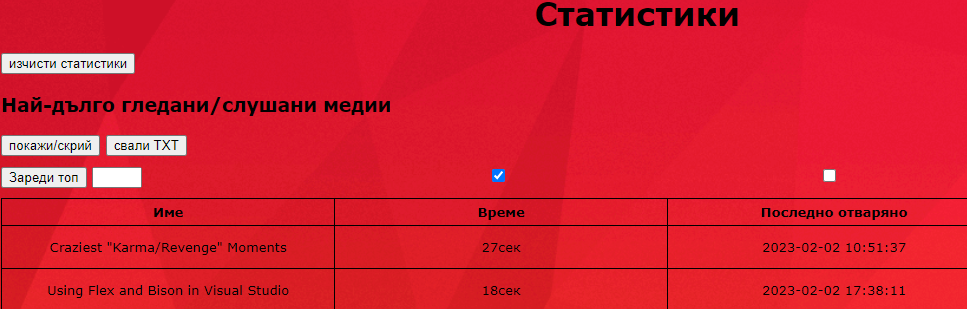 Статистики
изчисти статистики
Най-дълго гледани/слушани медии
покажи/скрий свали TXT
Зареди топ
Име Време Последно отваряно
Craziest "Karma/Revenge" Moments 27сек 2023-02-02 10:51:37
Using Flex and Bison in Visual Studio 18сек 2023-02-02 17:38:11